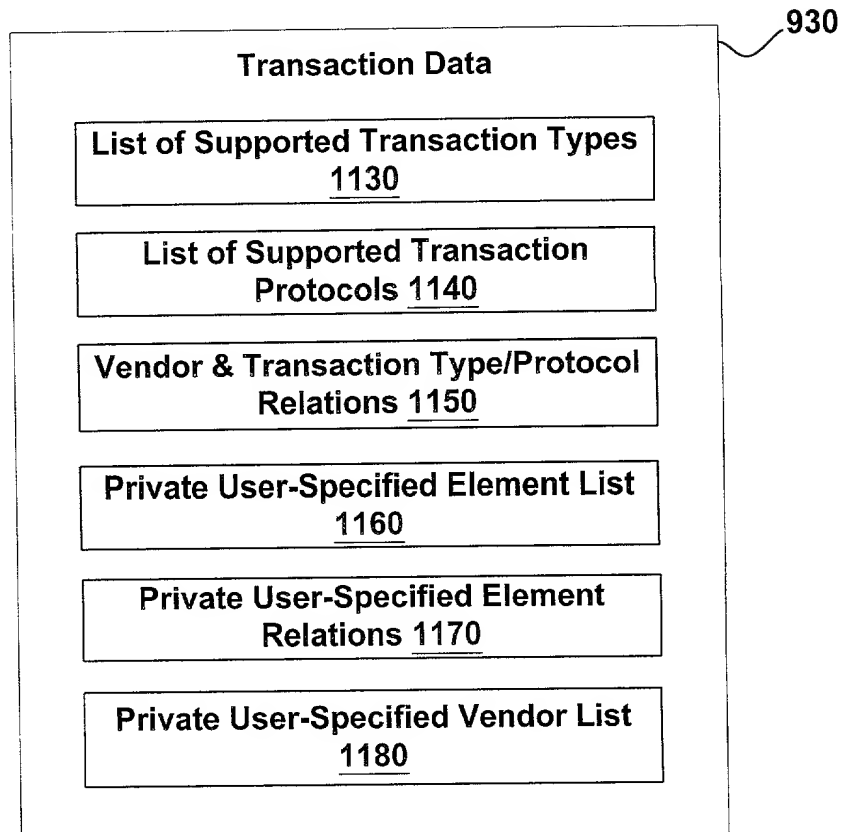 930
Transaction Data
List of Supported Transaction Types
1130
List of Supported Transaction
Protocols 1140
Vendor & Transaction Type/Protocol
Relations 1150
Private User-Specified Element List
1160
Private User-Specified Element
Relations 1170
Private User-Specified Vendor List
1180